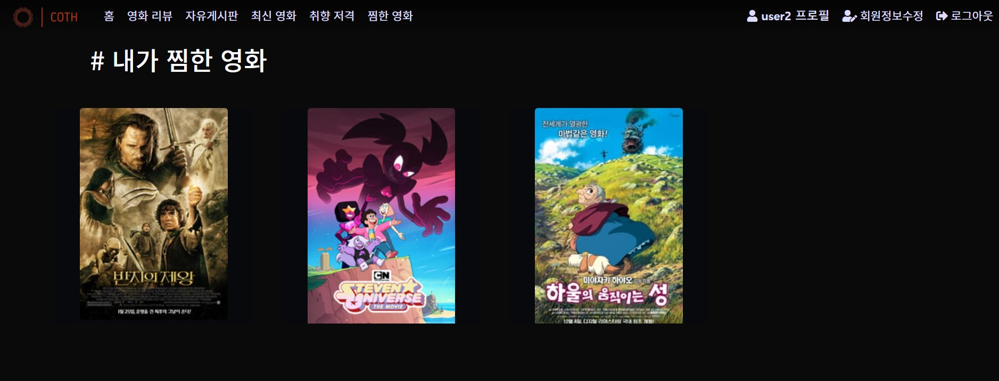 COTH 홈 영화 리뷰 자유게시판 최신 영화 취향 저격 찜한 영화 user2 프로필 회원정보수정 로그아웃
# 내가 찜한 영화
반지의 제왕
1월 25일, 운명을 건 최후의 그날이 온다!
CN
STEVEN
UNIVERSE
THE MOVIE
전세계가 열광한
마법같은 영화!
미야자키 하야오 감독 작품
하울의 움직이는 성
12월 4일, 디지털 리마스터링 국내 최초 개봉!